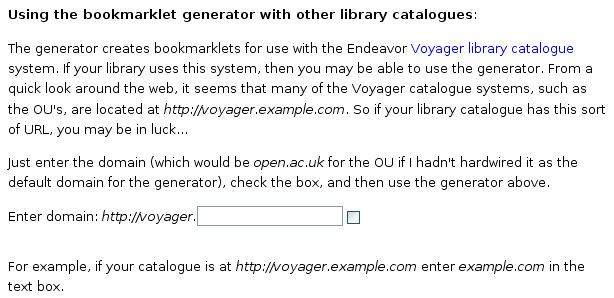 Using the bookmarklet generator with other library catalogues:
The generator creates bookmarklets for use with the Endeavor Voyager library catalogue
system. If your library uses this system, then you may be able to use the generator. From a
quick look around the web, it seems that many of the Voyager catalogue systems, such as
the OU's, are located at http://voyager.example.com. So if your library catalogue has this sort
of URL, you may be in luck...
Just enter the domain (which would be open.ac.uk for the OU if I hadn't hardwired it as the
default domain for the generator), check the box, and then use the generator above.
Enter domain: http://voyager.
For example, if your catalogue is at http://voyager.example.com enter example.com in the
text box.